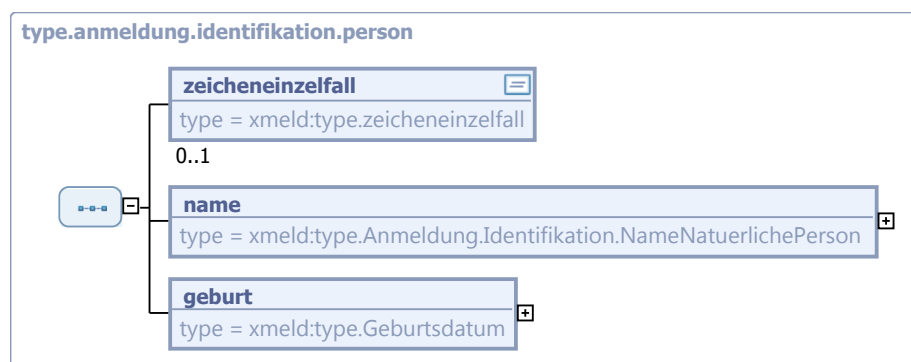 type.anmeldung.identifikation.person
zeicheneinzelfall
type = xmeld:type.zeicheneinzelfall
0..1
name
type = xmeld:type.Anmeldung.Identifikation.NameNatuerlichePerson
geburt
type = xmeld:type.Geburtsdatum